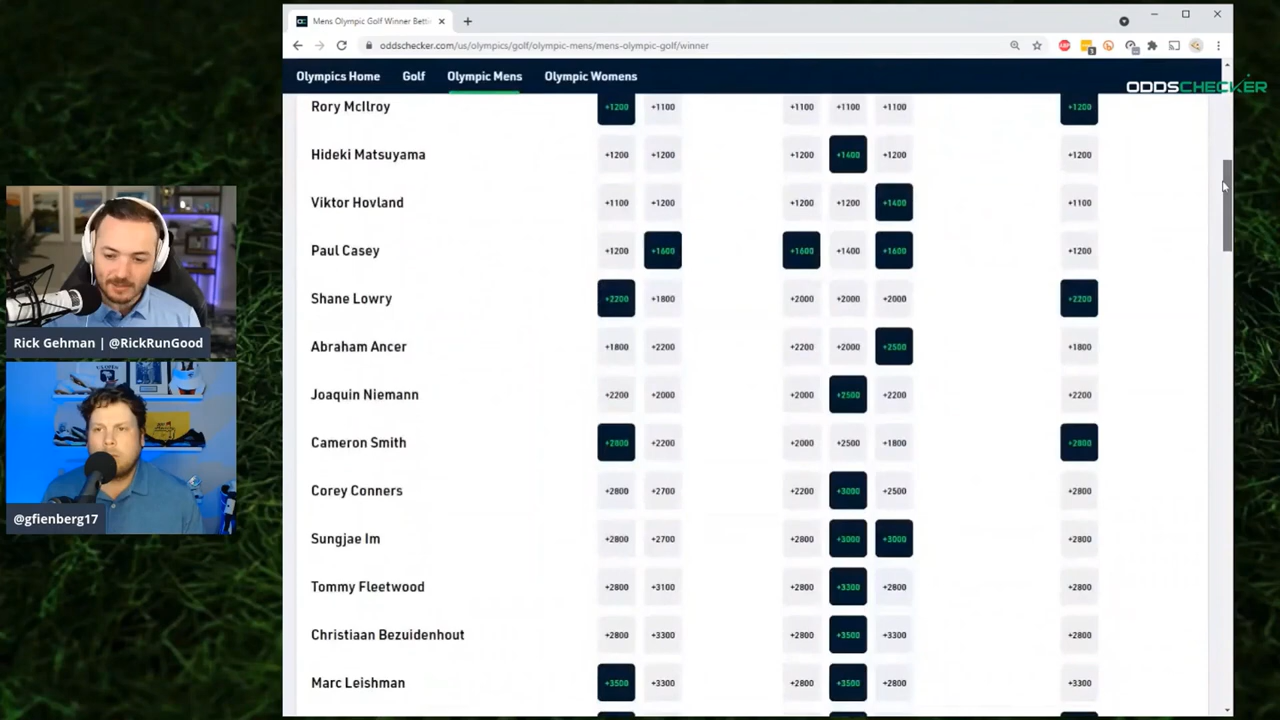 Mens Olympic Golf Winner Betti
oddschecker.com/us/olympics/golf/olympic-mens/mens-olympic-golf/winner
Olympics Home Golf Olympic Mens Olympic Womens
ODDSCHECKER
Rory McIlroy +1200 +1100 +1100 +1100 +1100 +1200
Hideki Matsuyama +1200 +1200 +1200 +1400 +1200 +1200
Viktor Hovland +1100 +1200 +1200 +1200 +1400 +1100
Paul Casey +1200 +1600 +1600 +1400 +1600 +1200
Shane Lowry +2200 +1800 +2000 +2000 +2000 +2200
Abraham Ancer +1800 +2200 +2200 +2000 +2500 +1800
Joaquin Niemann +2200 +2000 +2000 +2500 +2200 +2200
Cameron Smith +2800 +2200 +2000 +2500 +1800 +2800
Corey Conners +2800 +2700 +2200 +3000 +2500 +2800
Sungjae Im +2800 +2700 +2800 +3000 +3000 +2800
Tommy Fleetwood +2800 +3100 +2800 +3300 +2800 +2800
Christiaan Bezuidenhout +2800 +3300 +2800 +3500 +3300 +2800
Marc Leishman +3500 +3300 +2800 +3500 +2800 +3300
Rick Gehman | @RickRunGood
@gfienberg17